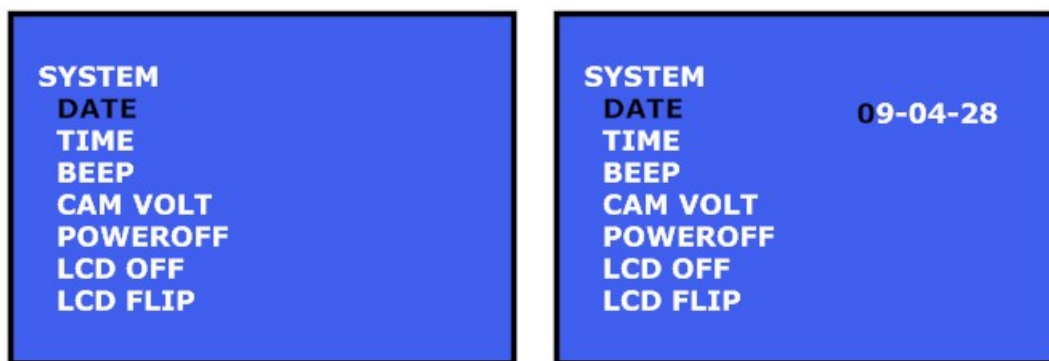 SYSTEM
DATE
TIME
BEEP
CAM VOLT
POWEROFF
LCD OFF
LCD FLIP
SYSTEM
DATE 09-04-28
TIME
BEEP
CAM VOLT
POWEROFF
LCD OFF
LCD FLIP